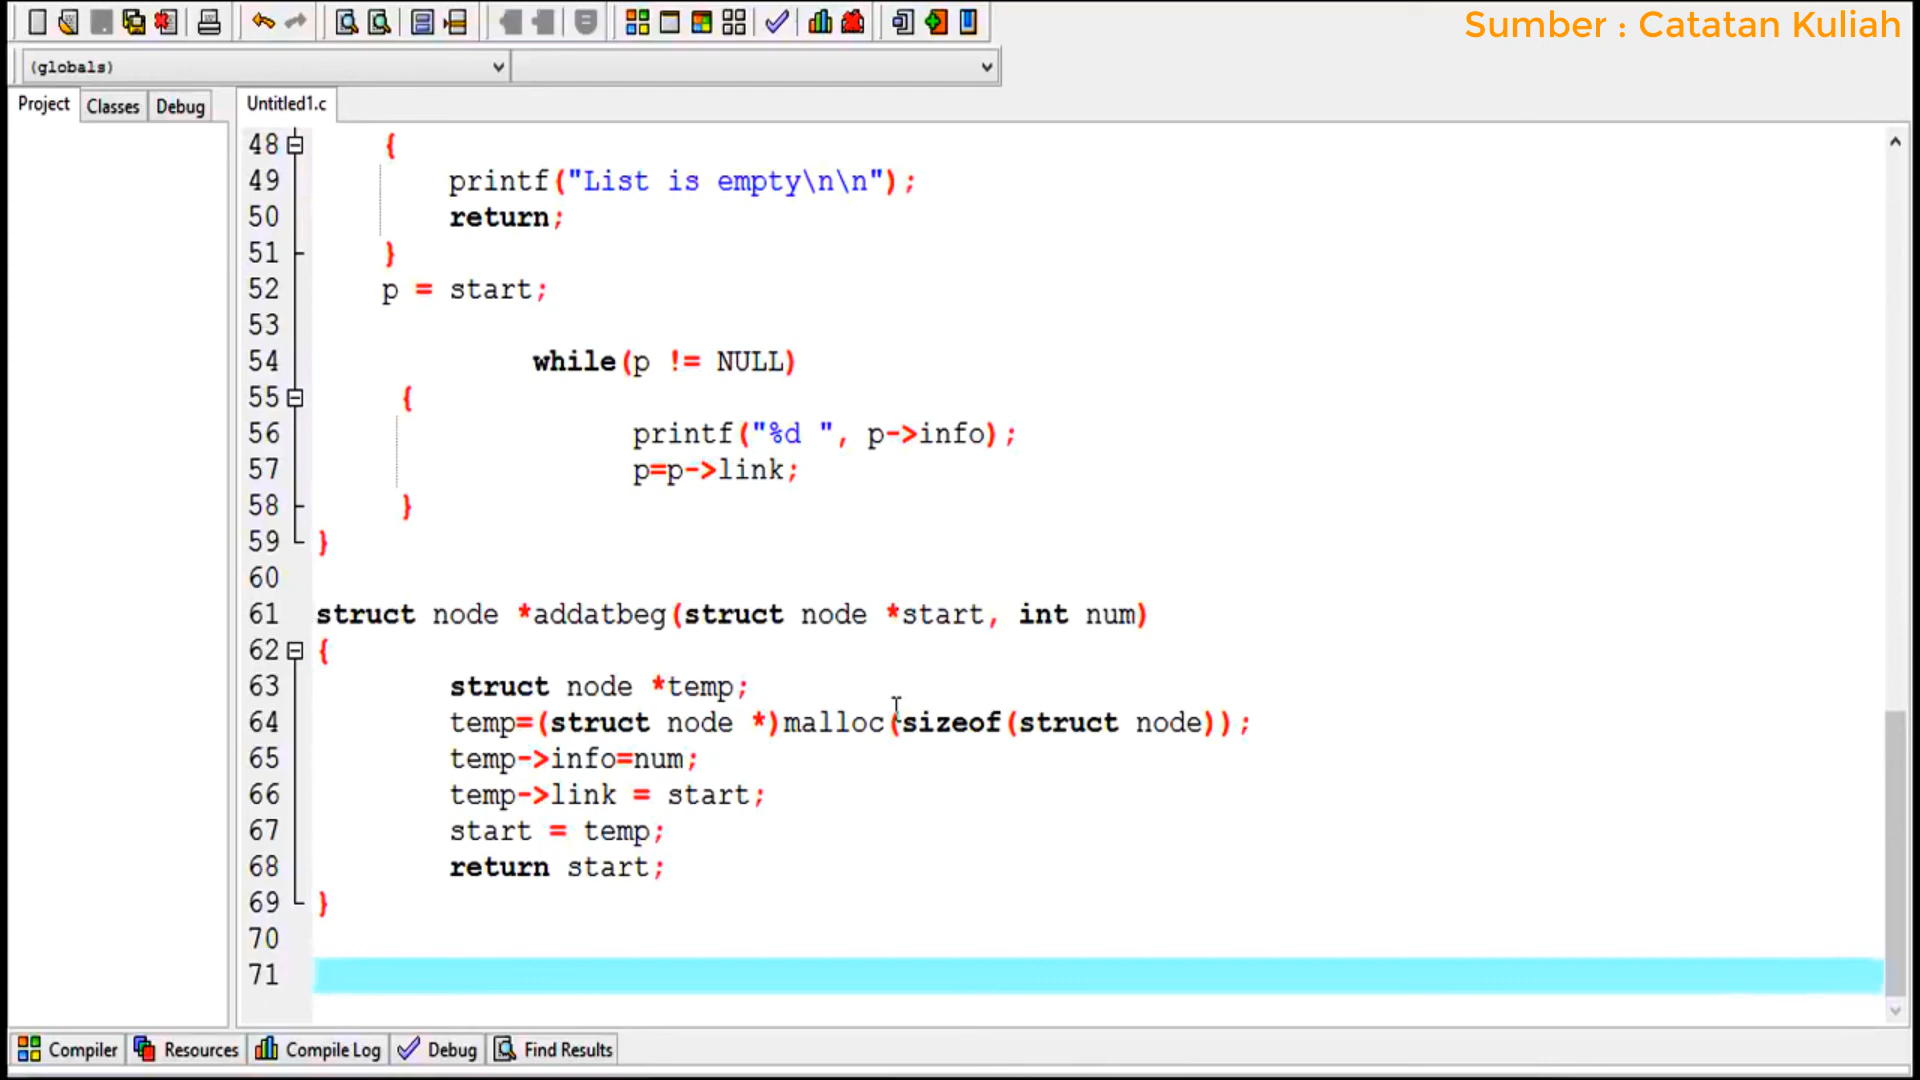 Sumber : Catatan Kuliah
(globals)
Project Classes Debug Untitled1.c
48 {
49 printf("List is empty\n\n");
50 return;
51 }
52 p = start;
53
54 while(p != NULL)
55 {
56 printf("%d ", p->info);
57 p=p->link;
58 }
59 }
60
61 struct node *addatbeg(struct node *start, int num)
62 {
63 struct node *temp;
64 temp=(struct node *)malloc(sizeof(struct node));
65 temp->info=num;
66 temp->link = start;
67 start = temp;
68 return start;
69 }
70
71
Compiler Resources Compile Log Debug Find Results